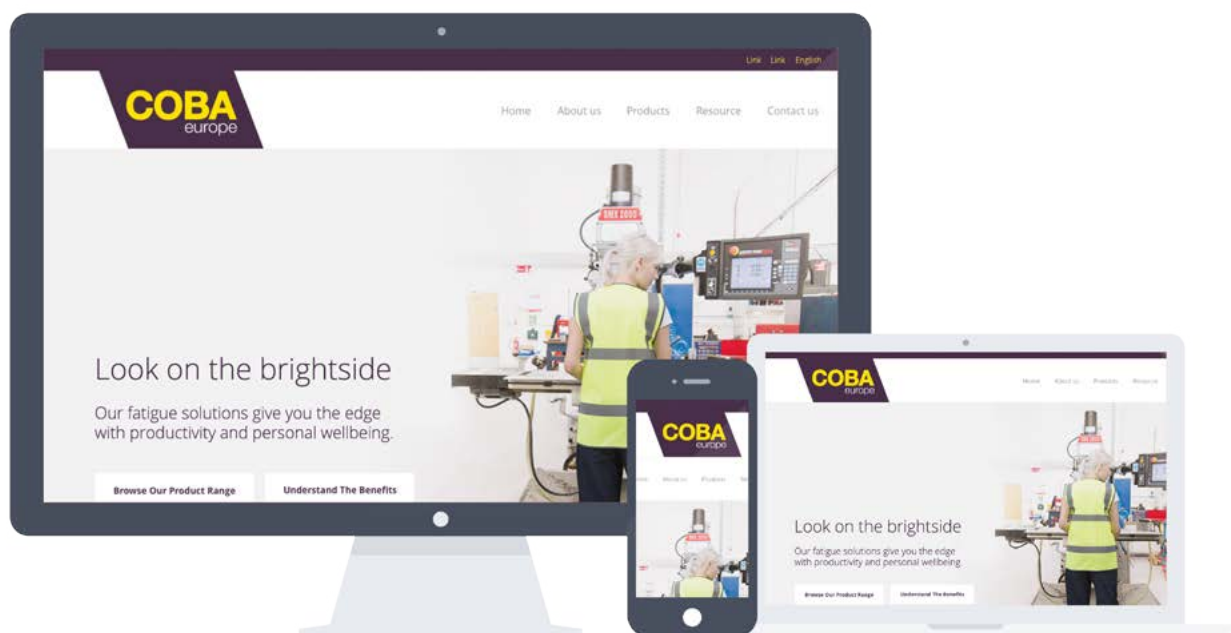 Link Link English
COBA
europe
Home About us Products Resource Contact us
SMX 2000
Look on the brightside
Our fatigue solutions give you the edge
with productivity and personal wellbeing.
Browse Our Product Range Understand The Benefits
COBA
europe
About us Products
COBA
europe
Home About us Products Resource
Look on the brightside
Our fatigue solutions give you the edge
with productivity and personal wellbeing.
Browse Our Product Range Understand The Benefits